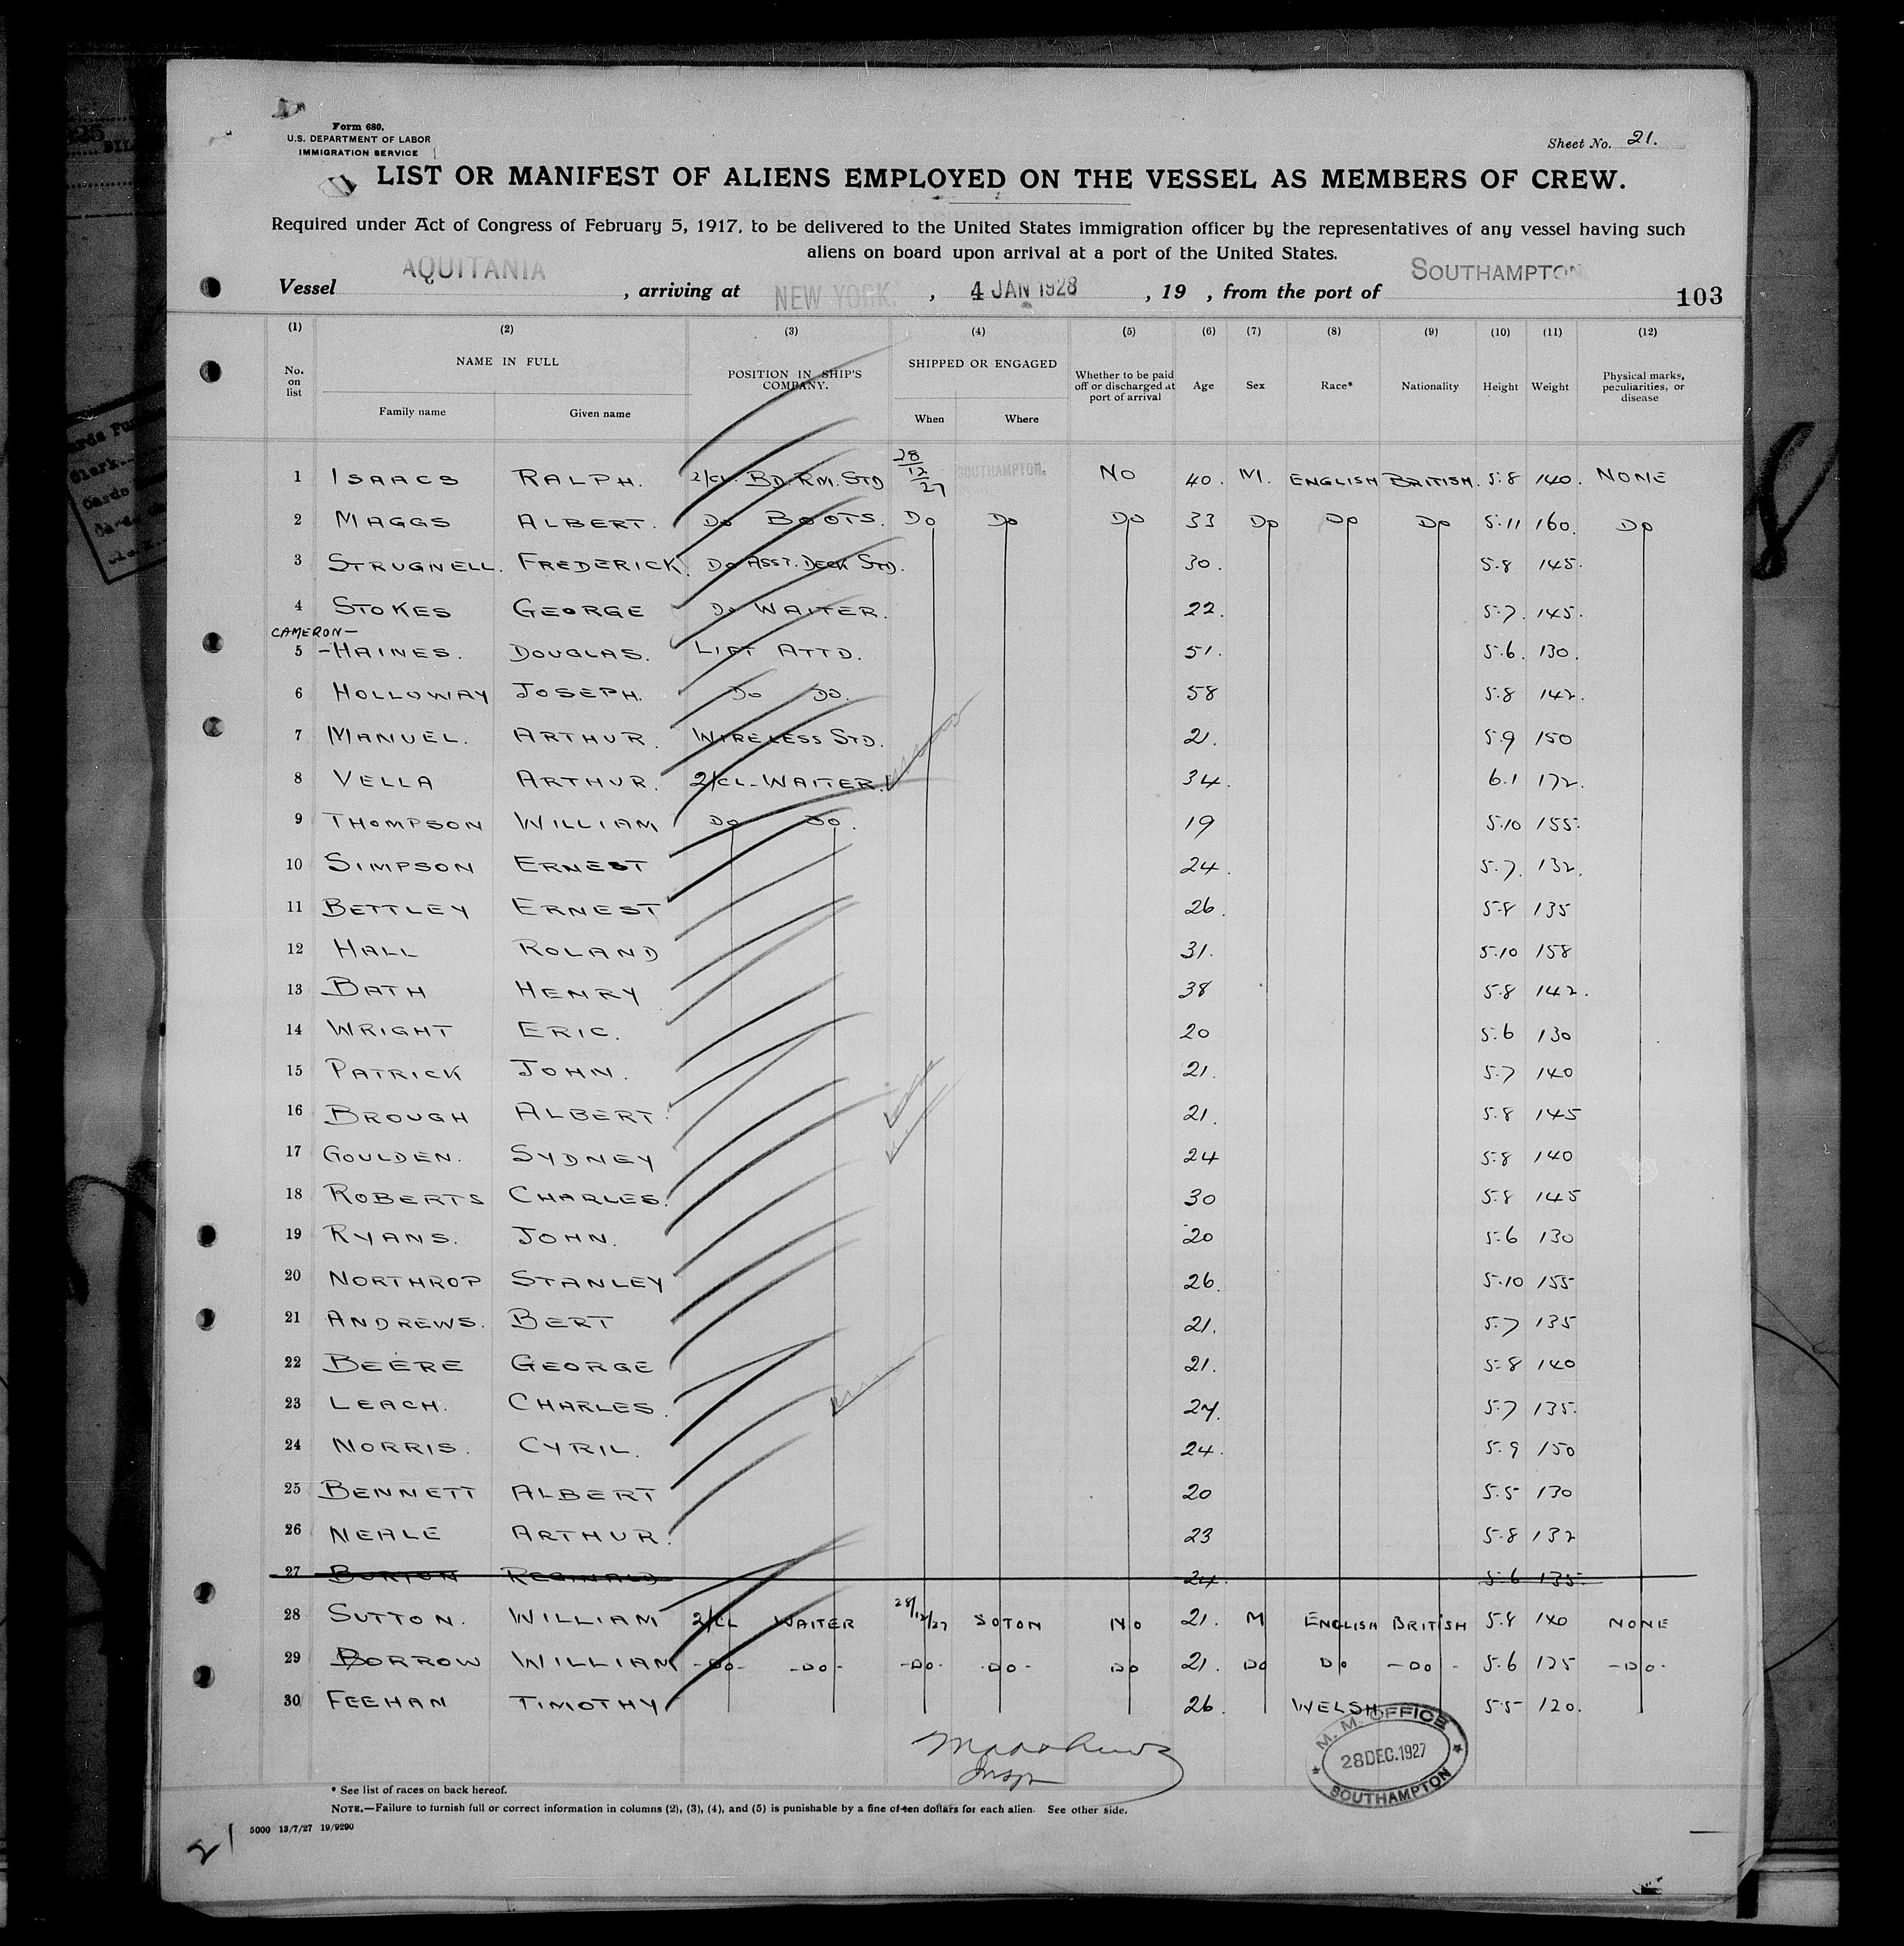 Form 680.
U.S. DEPARTMENT OF LABOR
IMMIGRATION SERVICE
Sheet No. 21.
LIST OR MANIFEST OF ALIENS EMPLOYED ON THE VESSEL AS MEMBERS OF CREW.
Required under Act of Congress of February 5, 1917, to be delivered to the United States immigration officer by the representatives of any vessel having such
aliens on board upon arrival at a port of the United States.
Vessel AQUITANIA , arriving at NEW YORK. , 4 JAN 1928 , 19 , from the port of SOUTHAMPTON
103
(1) (2) (3) (4) (5) (6) (7) (8) (9) (10) (11) (12)
No. on list NAME IN FULL Family name Given name POSITION IN SHIP'S COMPANY. SHIPPED OR ENGAGED When Where Whether to be paid off or discharged at port of arrival Age Sex Race* Nationality Height Weight Physical marks, peculiarities, or disease
1 ISAACS RALPH. 2/CL. BD. RM. STD 28/12/27 SOUTHAMPTON. NO 40. M. ENGLISH BRITISH. 5.8 140. NONE
2 MAGGS ALBERT. DO BOOTS. DO DO DO 33 DO DO DO 5.11 160. DO
3 STRUGNELL. FREDERICK. DO ASST. DECK STD. 30. 5.8 145.
4 STOKES GEORGE DO WAITER. 22. 5.7. 145.
CAMERON-
5 -HAINES. DOUGLAS. LIFT ATTD. 51. 5.6. 130.
6 HOLLOWAY JOSEPH. DO DO. 58 5.8 142.
7 MANUEL. ARTHUR. WIRELESS STD. 21. 5.9 150
8 VELLA ARTHUR. 2/CL. WAITER. 34. 6.1 172.
9 THOMPSON WILLIAM DO DO. 19 5.10 155.
10 SIMPSON ERNEST 24. 5.7. 132.
11 BETTLEY ERNEST 26. 5.8 135
12 HALL ROLAND 31. 5.10 158
13 BATH HENRY 38 5.8 142.
14 WRIGHT ERIC. 20 5.6 130
15 PATRICK JOHN. 21. 5.7 140
16 BROUGH ALBERT. 21. 5.8 145
17 GOULDEN. SYDNEY 24 5.8 140
18 ROBERTS CHARLES. 30 5.8 145
19 RYANS. JOHN. 20 5.6 130
20 NORTHROP STANLEY 26. 5.10 155
21 ANDREWS. BERT 21. 5.7 135
22 BEERE GEORGE 21. 5.8 140
23 LEACH. CHARLES. 5.7 135.
24 NORRIS. CYRIL. 24. 5.9 150
25 BENNETT ALBERT 20 5.5 130
26 NEALE ARTHUR. 23 5.8 132
27 BURTON REGINALD 24. 5.6 135.
28 SUTTON. WILLIAM 2/CL WAITER 28/12/27 SOTON NO 21. M ENGLISH BRITISH 5.8 140 NONE
29 BORROW WILLIAM -DO- -DO- -DO- -DO- DO 21. DO DO -DO- 5.6 125 -DO-
30 FEEHAN TIMOTHY 26. WELSH 5.5 120.
M. M. OFFICE
28 DEC. 1927
SOUTHAMPTON
* See list of races on back hereof.
NOTE.—Failure to furnish full or correct information in columns (2), (3), (4), and (5) is punishable by a fine of ten dollars for each alien. See other side.
5000 13/7/27 19/9290
21